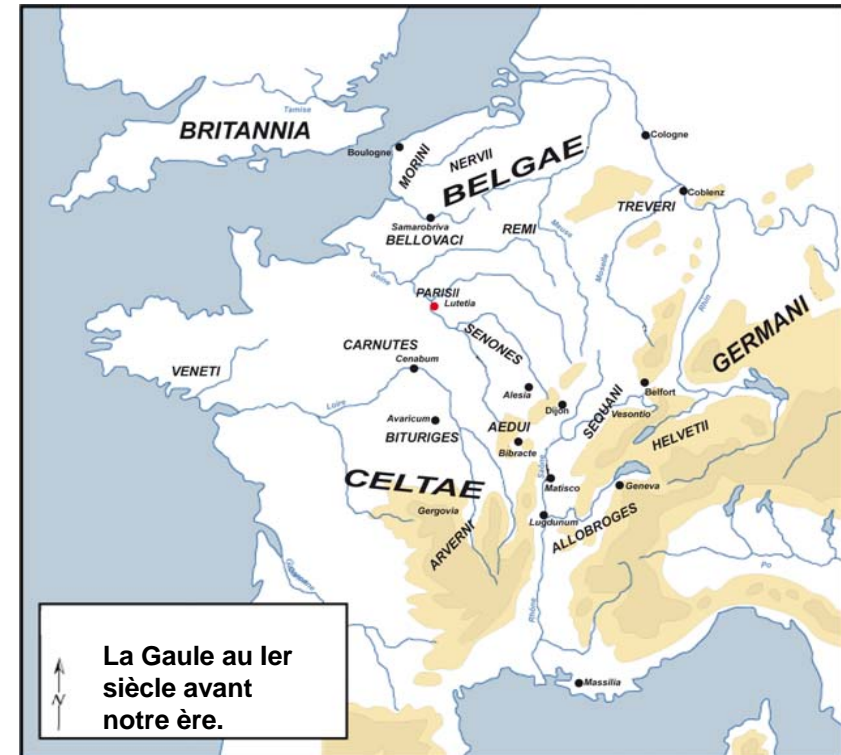 Tamise
BRITANNIA
Boulogne
MORINI
NERVII
BELGAE
Cologne
Coblenz
TREVERI
Samarobriva
BELLOVACI
REMI
Meuse
Moselle
Rhin
Seine
PARISII
Lutetia
SENONES
GERMANI
CARNUTES
Cenabum
VENETI
Loire
Alesia
Dijon
Belfort
SEQUANI
Vesontio
HELVETII
Avaricum
BITURIGES
AEDUI
Bibracte
CELTAE
Saône
Matisco
Geneva
Gergovia
ARVERNI
Lugdunum
ALLOBROGES
Po
Rhône
Massilia
N
La Gaule au Ier
siècle avant
notre ère.